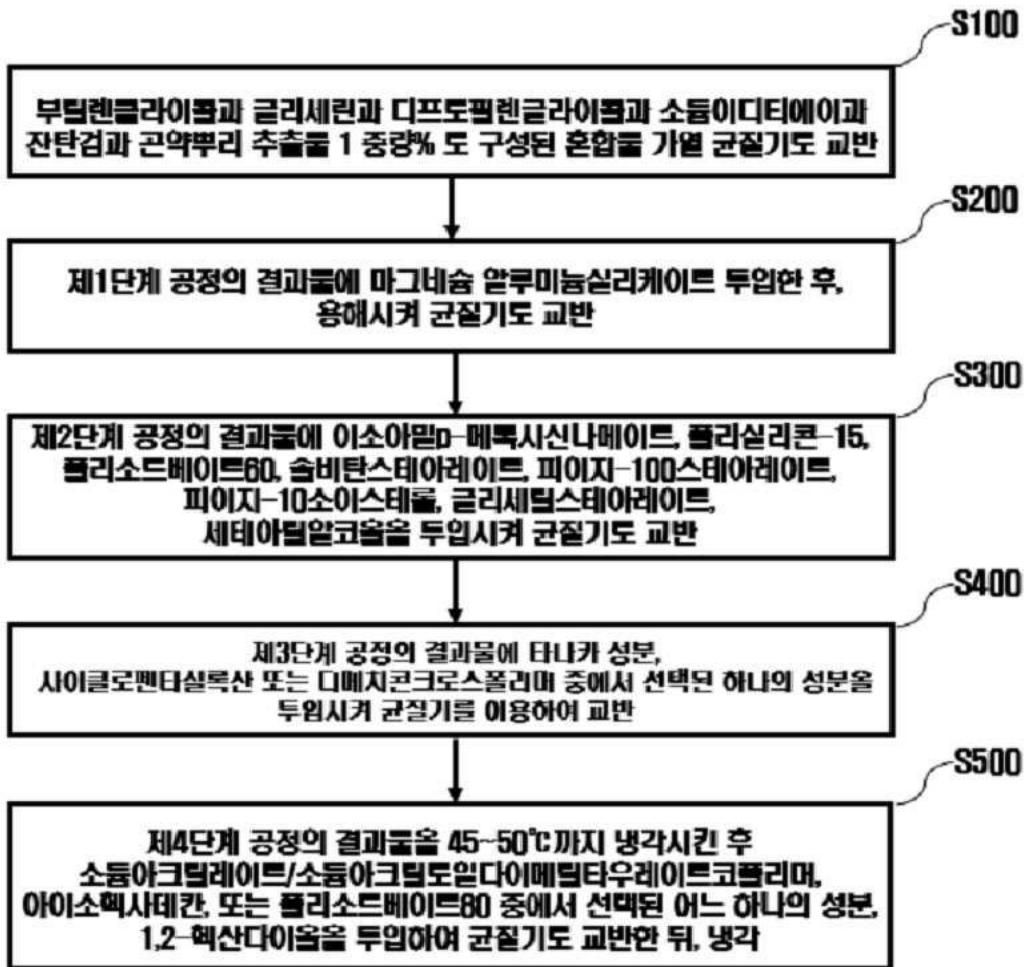 S100
부틸렌글라이콜과 글리세린과 디프로필렌글라이콜과 소듐이디티에이과
잔탄검과 곤약뿌리 추출물 1 중량% 로 구성된 혼합물 가열 균질기로 교반
S200
제1단계 공정의 결과물에 마그네슘 알루미늄실리케이트 투입한 후,
용해시켜 균질기로 교반
S300
제2단계 공정의 결과물에 이소아밀p-메톡시신나메이트, 폴리실리콘-15,
폴리소르베이트60, 솔비탄스테아레이트, 피이지-100스테아레이트,
피이지-10소이스테롤, 글리세릴스테아레이트,
세테아릴알코올을 투입시켜 균질기로 교반
S400
제3단계 공정의 결과물에 타나카 성분,
사이클로펜타실록산 또는 디메치콘크로스폴리머 중에서 선택된 하나의 성분을
투입시켜 균질기를 이용하여 교반
S500
제4단계 공정의 결과물을 45~50℃까지 냉각시킨 후
소듐아크릴레이트/소듐아크릴로일다이메틸타우레이트코폴리머,
아이소헥사데칸, 또는 폴리소르베이트80 중에서 선택된 어느 하나의 성분,
1,2-헥산다이올을 투입하여 균질기로 교반한 뒤, 냉각